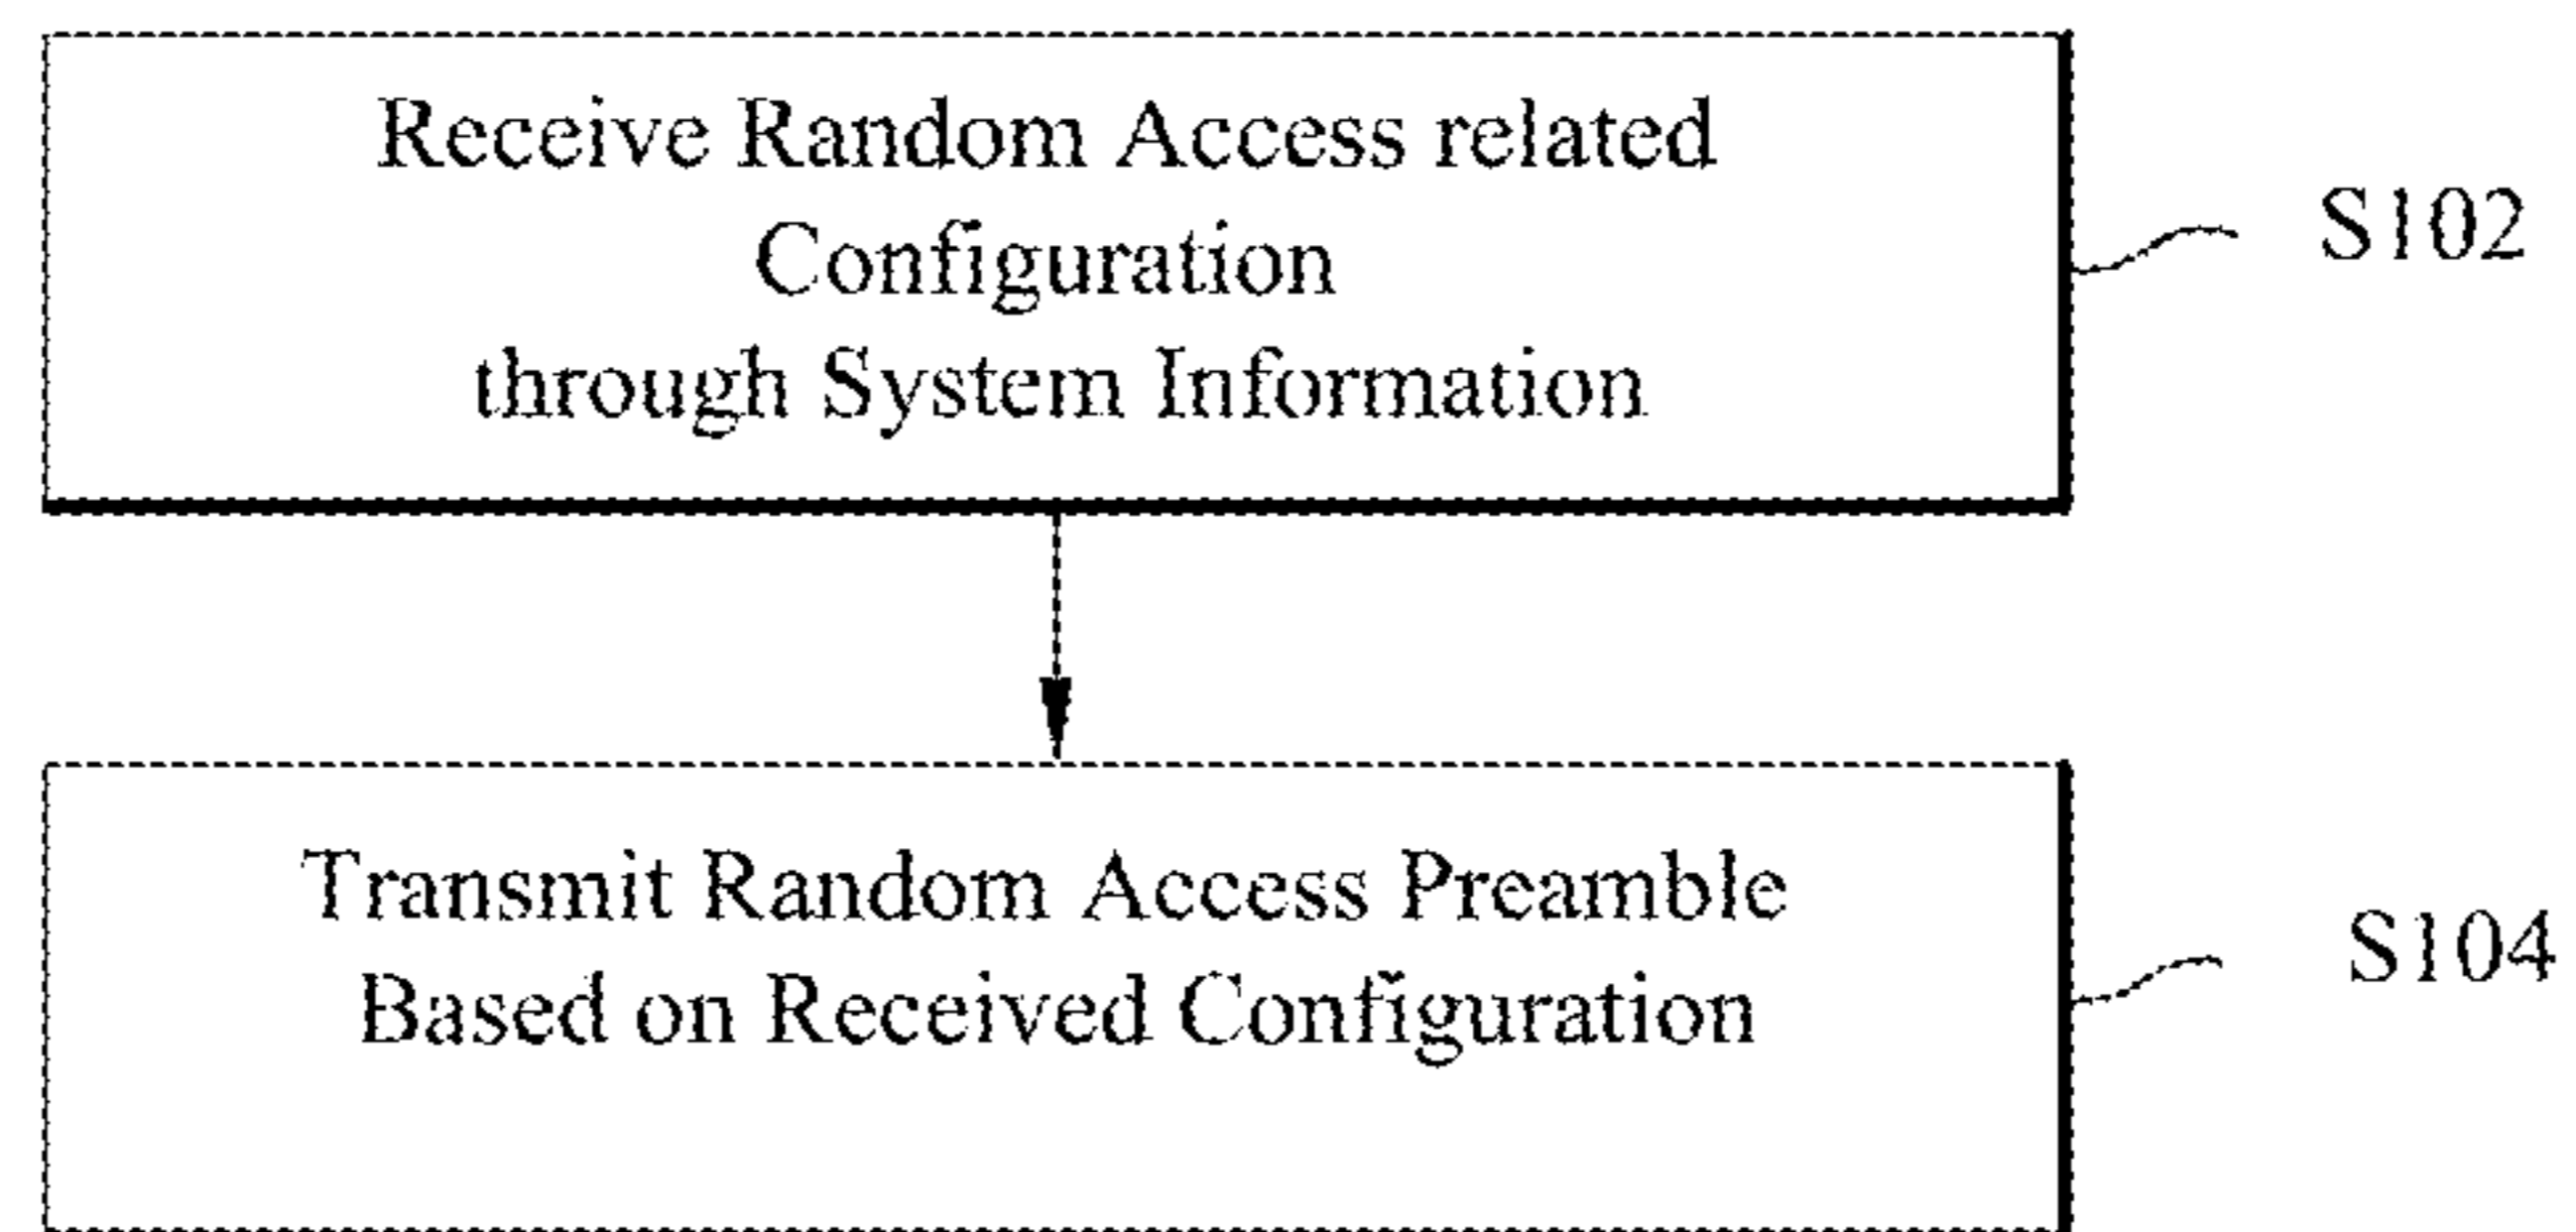 Receive Random Access related
Configuration
through System Information
S102
Transmit Random Access Preamble
Based on Received Configuration
S104